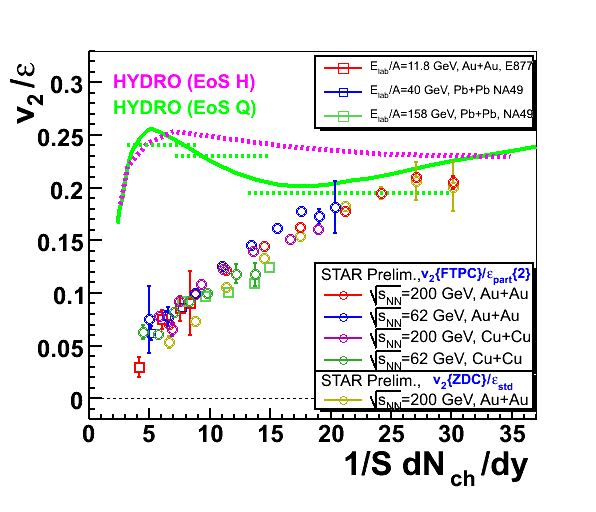 v2/ε
0.3
0.25
0.2
0.15
0.1
0.05
0
HYDRO (EoS H)
HYDRO (EoS Q)
Elab/A=11.8 GeV, Au+Au, E877
Elab/A=40 GeV, Pb+Pb NA49
Elab/A=158 GeV, Pb+Pb, NA49
STAR Prelim.,v2{FTPC}/εpart{2}
√sNN=200 GeV, Au+Au
√sNN=62 GeV, Au+Au
√sNN=200 GeV, Cu+Cu
√sNN=62 GeV, Cu+Cu
STAR Prelim., v2{ZDC}/εstd
√sNN=200 GeV, Au+Au
0 5 10 15 20 25 30 35
1/S dNch/dy